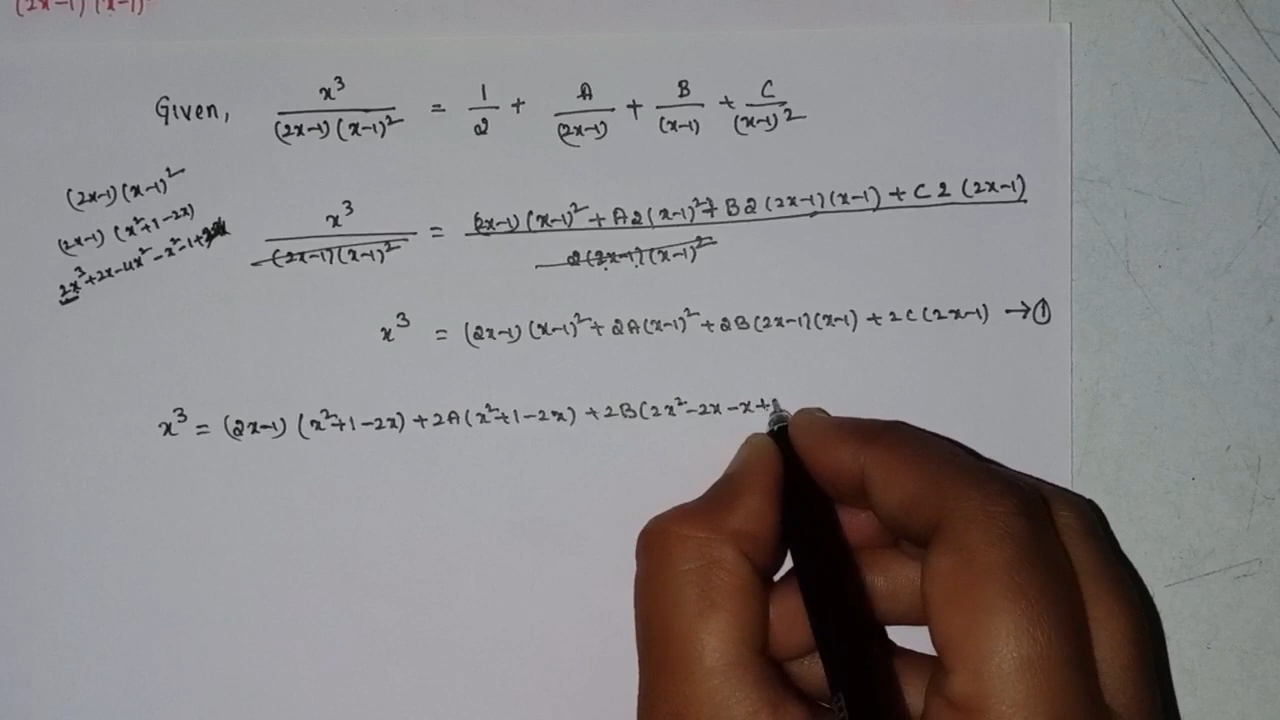 (2x-1) (x-1)
Given, x³/(2x-1)(x-1)² = 1/2 + A/(2x-1) + B/(x-1) + C/(x-1)²
(2x-1)(x-1)²
(2x-1) (x²+1-2x)
2x³+2x-4x²-x²-1+
x³/(2x-1)(x-1)² = (2x-1)(x-1)²+A2(x-1)²+B2(2x-1)(x-1)+C2(2x-1)/2(2x-1)(x-1)²
x³ = (2x-1)(x-1)²+2A(x-1)²+2B(2x-1)(x-1)+2C(2x-1) →①
x³ = (2x-1)(x²+1-2x)+2A(x²+1-2x)+2B(2x²-2x-x+